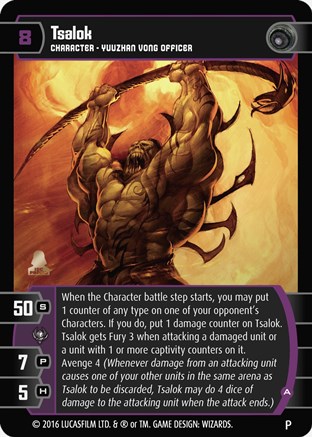 8
Tsalok
CHARACTER • YUUZHAN VONG OFFICER
50 S
7 P
5 H
When the Character battle step starts, you may put
1 counter of any type on one of your opponent's
Characters. If you do, put 1 damage counter on Tsalok.
Tsalok gets Fury 3 when attacking a damaged unit or
a unit with 1 or more captivity counters on it.
Avenge 4 (Whenever damage from an attacking unit
causes one of your other units in the same arena as
Tsalok to be discarded, Tsalok may do 4 dice of
damage to the attacking unit when the attack ends.)
A
© 2016 LUCASFILM LTD. & ® or TM. GAME DESIGN: WIZARDS.
P